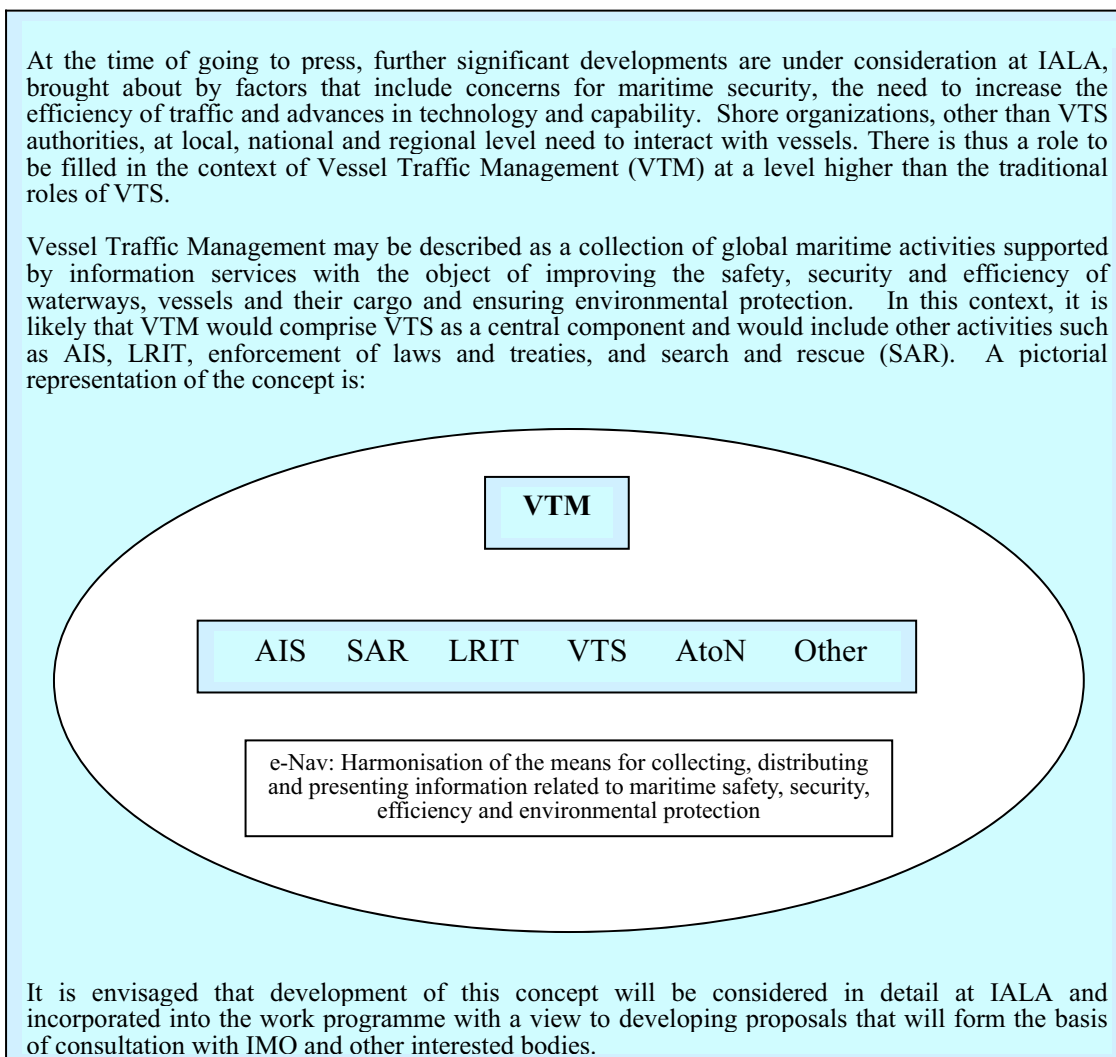 At the time of going to press, further significant developments are under consideration at IALA,
brought about by factors that include concerns for maritime security, the need to increase the
efficiency of traffic and advances in technology and capability. Shore organizations, other than VTS
authorities, at local, national and regional level need to interact with vessels. There is thus a role to
be filled in the context of Vessel Traffic Management (VTM) at a level higher than the traditional
roles of VTS.
Vessel Traffic Management may be described as a collection of global maritime activities supported
by information services with the object of improving the safety, security and efficiency of
waterways, vessels and their cargo and ensuring environmental protection. In this context, it is
likely that VTM would comprise VTS as a central component and would include other activities such
as AIS, LRIT, enforcement of laws and treaties, and search and rescue (SAR). A pictorial
representation of the concept is:
VTM
AIS SAR LRIT VTS AtoN Other
e-Nav: Harmonisation of the means for collecting, distributing
and presenting information related to maritime safety, security,
efficiency and environmental protection
It is envisaged that development of this concept will be considered in detail at IALA and
incorporated into the work programme with a view to developing proposals that will form the basis
of consultation with IMO and other interested bodies.